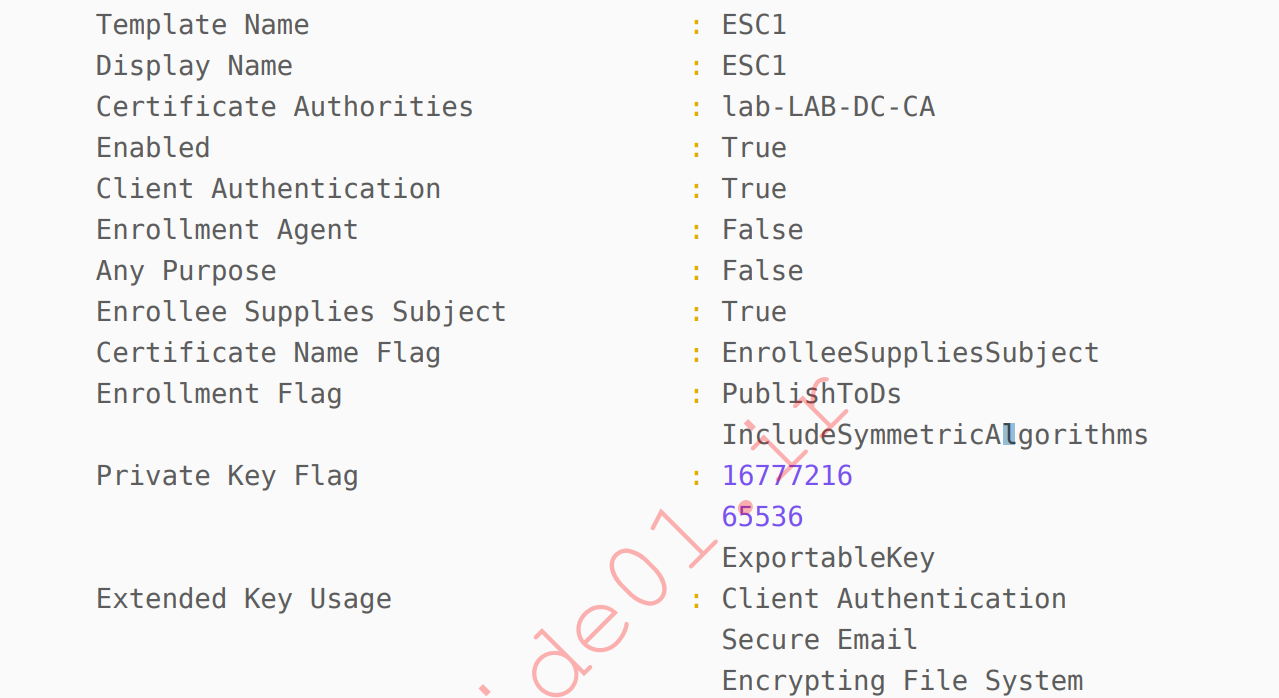 Template Name : ESC1
Display Name : ESC1
Certificate Authorities : lab-LAB-DC-CA
Enabled : True
Client Authentication : True
Enrollment Agent : False
Any Purpose : False
Enrollee Supplies Subject : True
Certificate Name Flag : EnrolleeSuppliesSubject
Enrollment Flag : PublishToDs
IncludeSymmetricAlgorithms
Private Key Flag : 16777216
65536
ExportableKey
Extended Key Usage : Client Authentication
Secure Email
Encrypting File System
ide01.ir